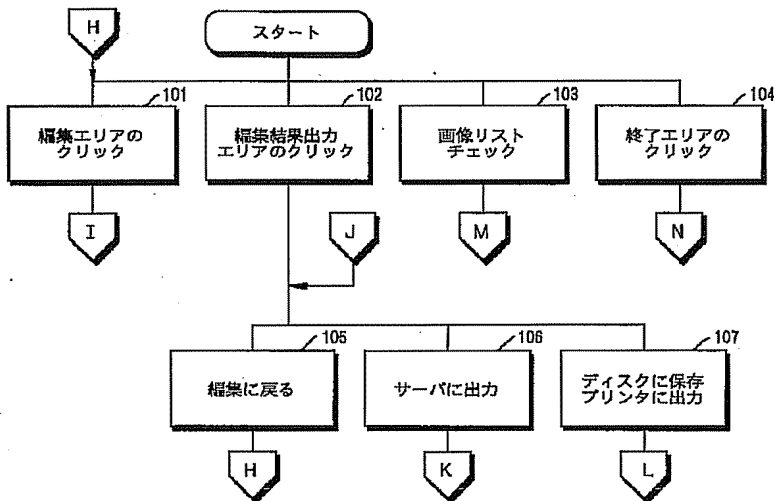 H
スタート
101
編集エリアの
クリック
102
編集結果出力
エリアのクリック
103
画像リスト
チェック
104
終了エリアの
クリック
I
J
M
N
105
編集に戻る
106
サーバに出力
107
ディスクに保存
プリンタに出力
H
K
L